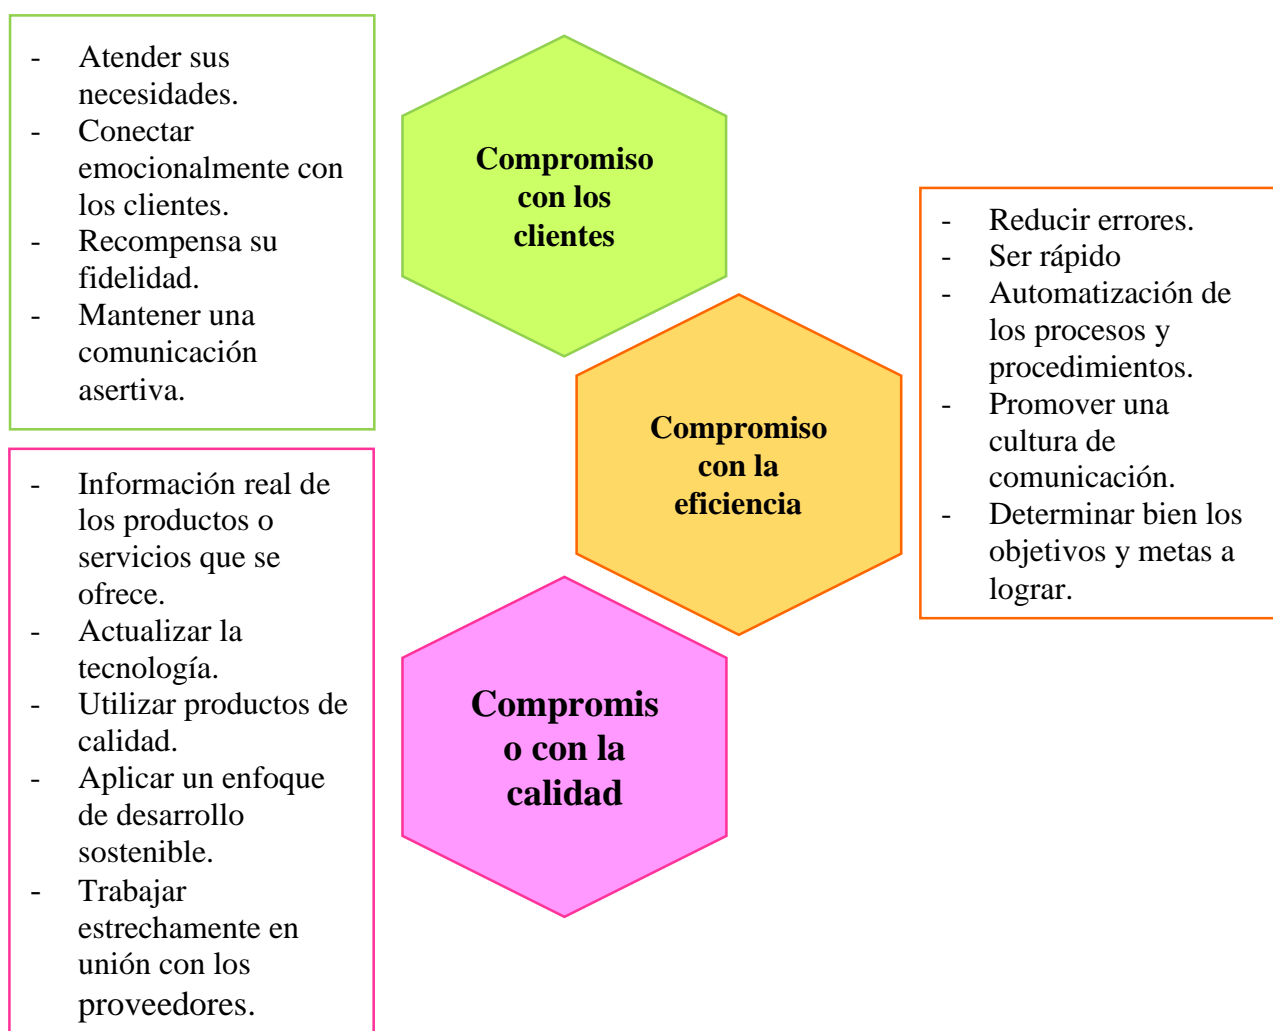 - Atender sus
necesidades.
- Conectar
emocionalmente con
los clientes.
- Recompensa su
fidelidad.
- Mantener una
comunicación
asertiva.
Compromiso
con los
clientes
- Reducir errores.
- Ser rápido
- Automatización de
los procesos y
procedimientos.
- Promover una
cultura de
comunicación.
- Determinar bien los
objetivos y metas a
lograr.
Compromiso
con la
eficiencia
- Información real de
los productos o
servicios que se
ofrece.
- Actualizar la
tecnología.
- Utilizar productos de
calidad.
- Aplicar un enfoque
de desarrollo
sostenible.
- Trabajar
estrechamente en
unión con los
proveedores.
Compromis
o con la
calidad